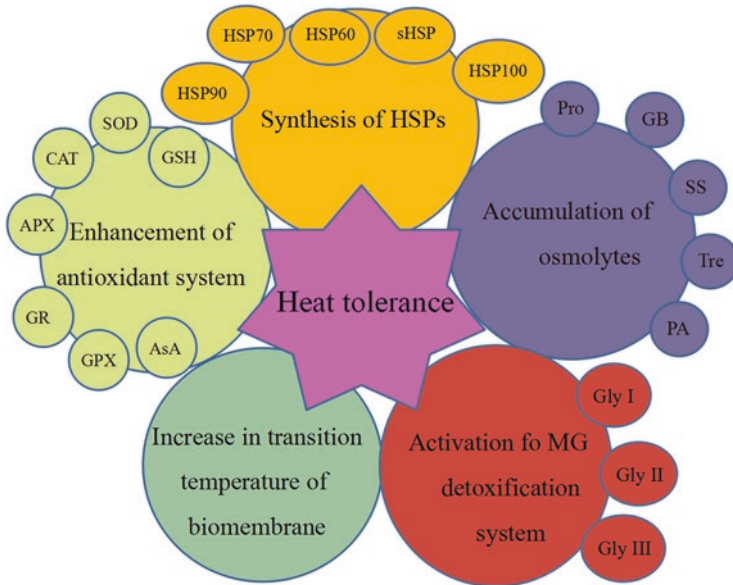 HSP70
HSP60
sHSP
HSP90
HSP100
Synthesis of HSPs
SOD
CAT
GSH
APX
GR
GPX
AsA
Enhancement of
antioxidant system
Pro
GB
SS
Tre
PA
Accumulation of
osmolytes
Heat tolerance
Increase in transition
temperature of
biomembrane
Activation fo MG
detoxification
system
Gly I
Gly II
Gly III